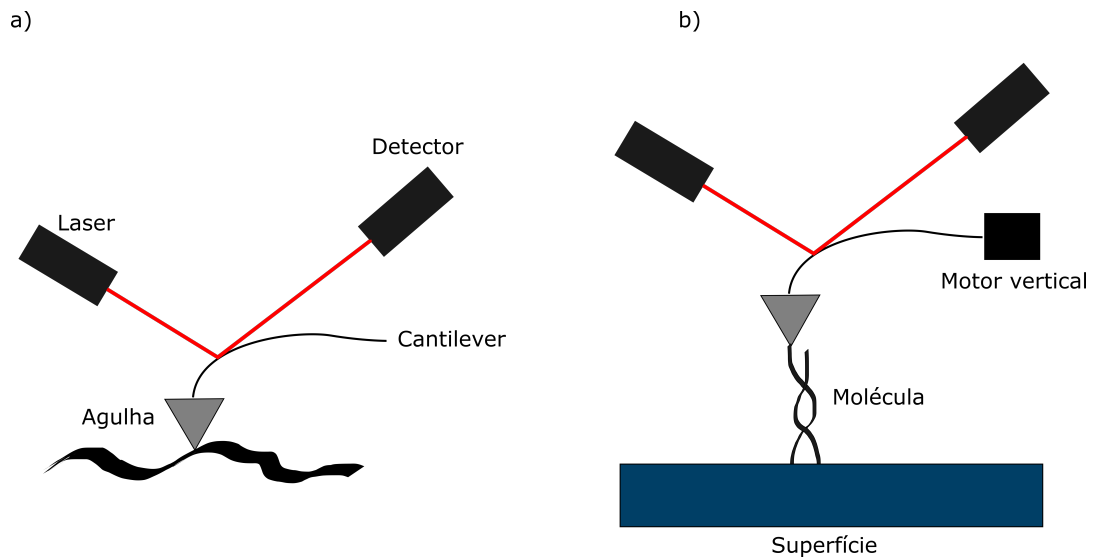 a)
Laser
Detector
Cantilever
Agulha
b)
Motor vertical
Molécula
Superfície